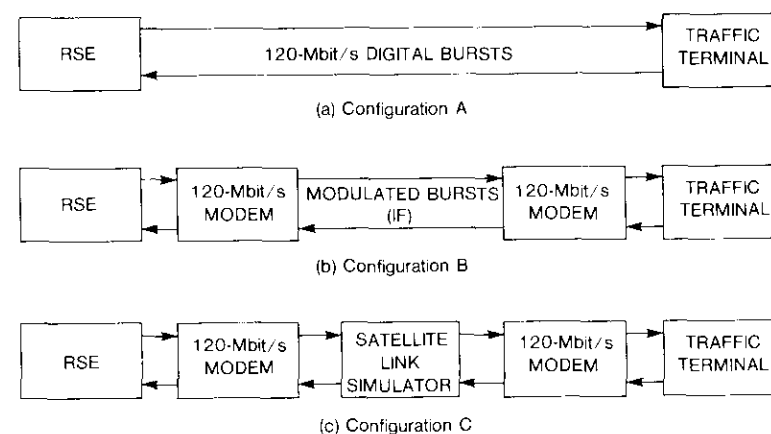 RSE
120-Mbit/s DIGITAL BURSTS
TRAFFIC
TERMINAL
(a) Configuration A
RSE
120-Mbit/s
MODEM
MODULATED BURSTS
(IF)
120-Mbit/s
MODEM
TRAFFIC
TERMINAL
(b) Configuration B
RSE
120-Mbit/s
MODEM
SATELLITE
LINK
SIMULATOR
120-Mbit/s
MODEM
TRAFFIC
TERMINAL
(c) Configuration C